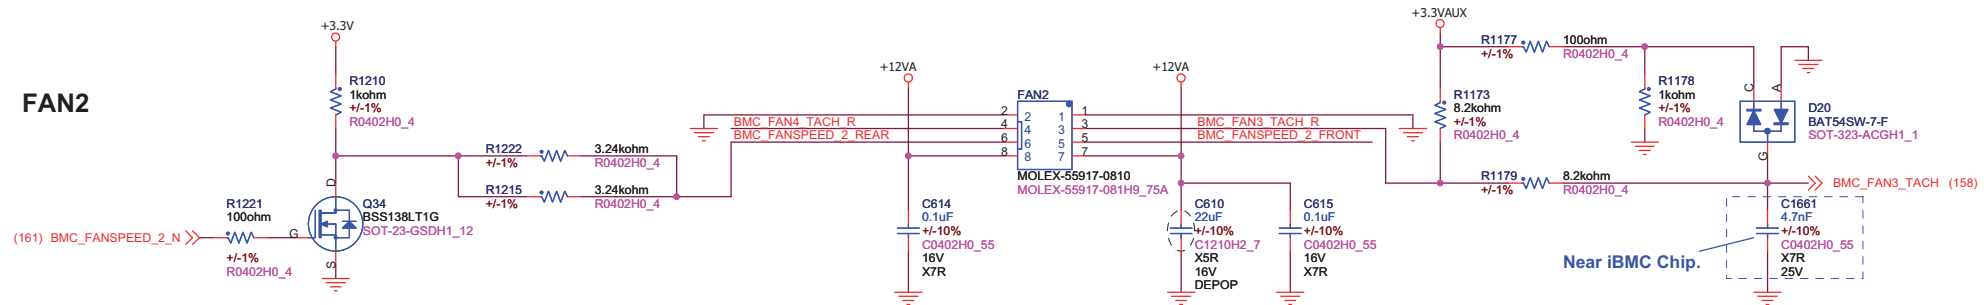 FAN2
+3.3V
R1210
1kohm
+/-1%
R0402H0_4
R1222
+/-1%
3.24kohm
R0402H0_4
R1215
+/-1%
3.24kohm
R0402H0_4
R1221
100ohm
+/-1%
R0402H0_4
(161) BMC_FANSPEED_2_N
G
D
S
Q34
BSS138LT1G
SOT-23-GSDH1_12
+12VA
BMC_FAN4_TACH_R
BMC_FANSPEED_2_REAR
FAN2
2 2 1 1
4 4 3 3
6 6 5 5
8 8 7 7
MOLEX-55917-0810
MOLEX-55917-081H9_75A
C614
0.1uF
+/-10%
C0402H0_55
16V
X7R
+12VA
BMC_FAN3_TACH_R
BMC_FANSPEED_2_FRONT
C610
22uF
+/-10%
C1210H2_7
X5R
16V
DEPOP
C615
0.1uF
+/-10%
C0402H0_55
16V
X7R
+3.3VAUX
R1177
+/-1%
100ohm
R0402H0_4
R1173
8.2kohm
+/-1%
R0402H0_4
R1178
1kohm
+/-1%
R0402H0_4
C
A
G
D20
BAT54SW-7-F
SOT-323-ACGH1_1
R1179
+/-1%
8.2kohm
R0402H0_4
BMC_FAN3_TACH (158)
C1661
4.7nF
+/-10%
C0402H0_55
X7R
25V
Near iBMC Chip.